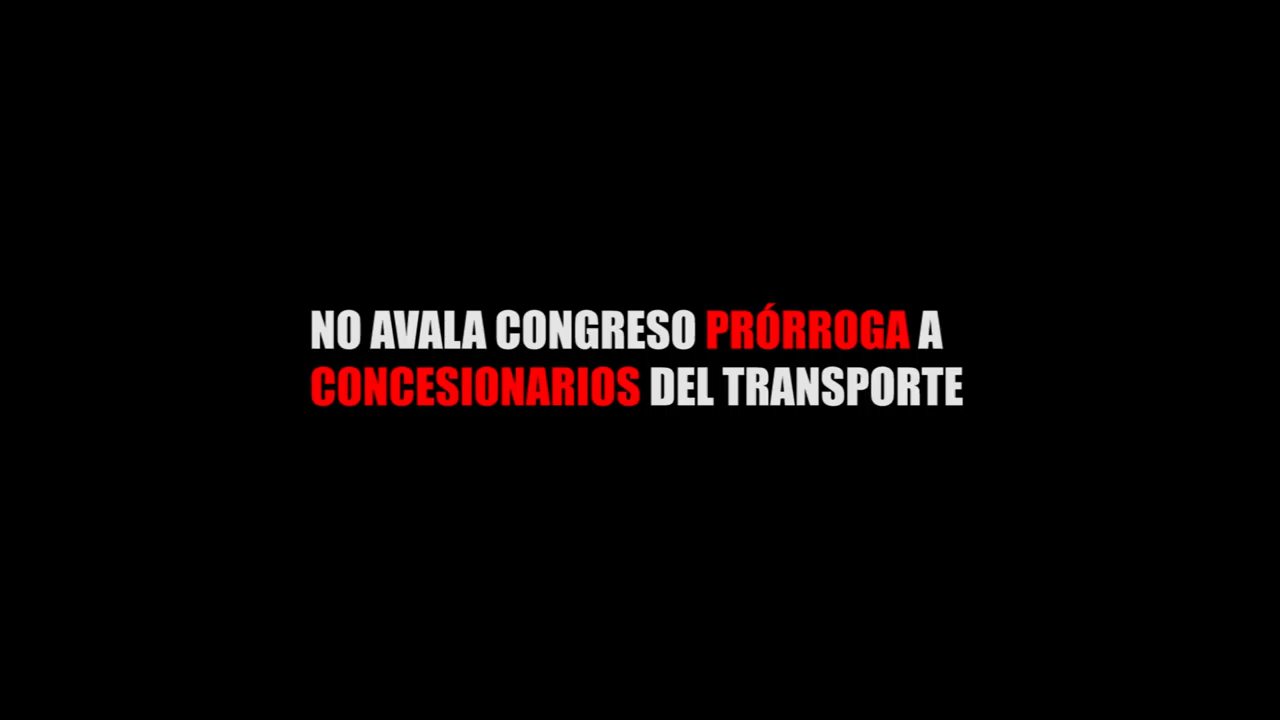 NO AVALA CONGRESO PRÓRROGA A
CONCESIONARIOS DEL TRANSPORTE